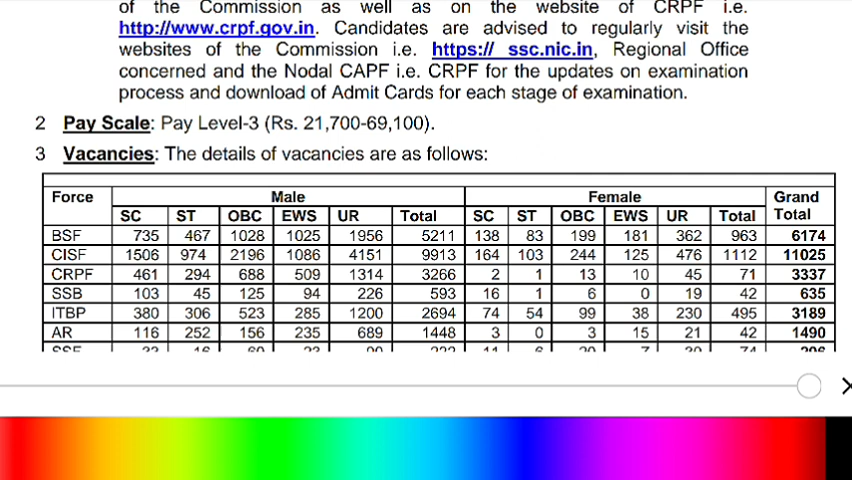 of the Commission as well as on the website of CRPF i.e.
http://www.crpf.gov.in. Candidates are advised to regularly visit the
websites of the Commission i.e. https:// ssc.nic.in, Regional Office
concerned and the Nodal CAPF i.e. CRPF for the updates on examination
process and download of Admit Cards for each stage of examination.
2 Pay Scale: Pay Level-3 (Rs. 21,700-69,100).
3 Vacancies: The details of vacancies are as follows:
Force Male Female Grand Total
SC ST OBC EWS UR Total SC ST OBC EWS UR Total
BSF 735 467 1028 1025 1956 5211 138 83 199 181 362 963 6174
CISF 1506 974 2196 1086 4151 9913 164 103 244 125 476 1112 11025
CRPF 461 294 688 509 1314 3266 2 1 13 10 45 71 3337
SSB 103 45 125 94 226 593 16 1 6 0 19 42 635
ITBP 380 306 523 285 1200 2694 74 54 99 38 230 495 3189
AR 116 252 156 235 689 1448 3 0 3 15 21 42 1490